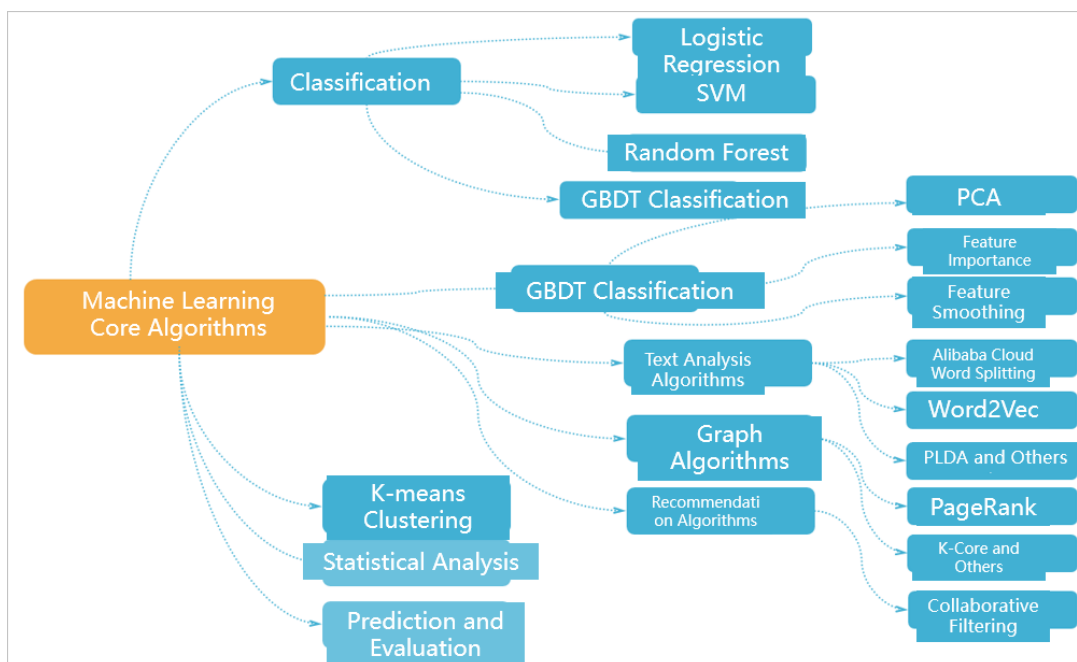 Logistic
Regression
Classification
SVM
Random Forest
GBDT Classification
PCA
Feature
Importance
Machine Learning
Core Algorithms
GBDT Classification
Feature
Smoothing
Text Analysis
Algorithms
Alibaba Cloud
Word Splitting
Word2Vec
Graph
Algorithms
PLDA and Others
K-means
Clustering
Recommendati
on Algorithms
PageRank
Statistical Analysis
K-Core and
Others
Prediction and
Evaluation
Collaborative
Filtering